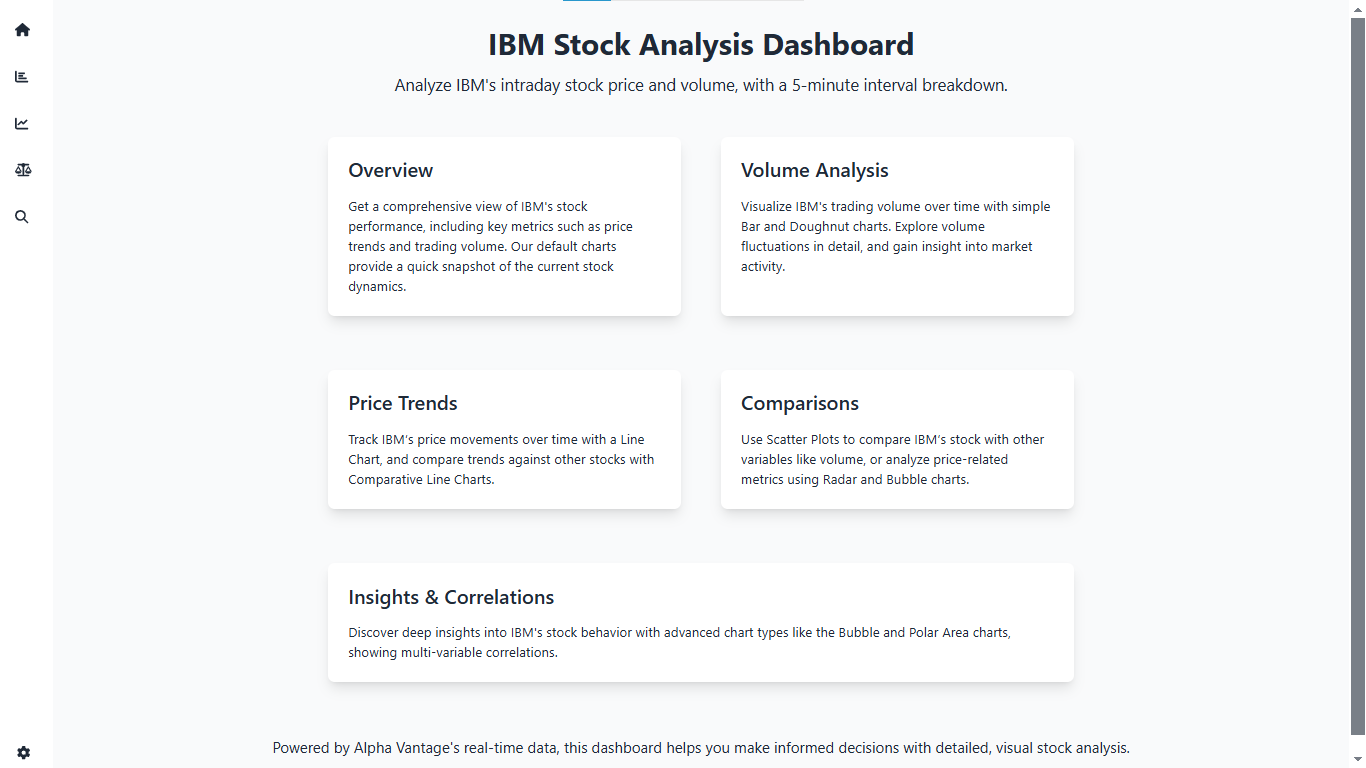 IBM Stock Analysis Dashboard
Analyze IBM's intraday stock price and volume, with a 5-minute interval breakdown.
Overview
Get a comprehensive view of IBM's stock
performance, including key metrics such as price
trends and trading volume. Our default charts
provide a quick snapshot of the current stock
dynamics.
Volume Analysis
Visualize IBM's trading volume over time with simple
Bar and Doughnut charts. Explore volume
fluctuations in detail, and gain insight into market
activity.
Price Trends
Track IBM's price movements over time with a Line
Chart, and compare trends against other stocks with
Comparative Line Charts.
Comparisons
Use Scatter Plots to compare IBM's stock with other
variables like volume, or analyze price-related
metrics using Radar and Bubble charts.
Insights & Correlations
Discover deep insights into IBM's stock behavior with advanced chart types like the Bubble and Polar Area charts,
showing multi-variable correlations.
Powered by Alpha Vantage's real-time data, this dashboard helps you make informed decisions with detailed, visual stock analysis.